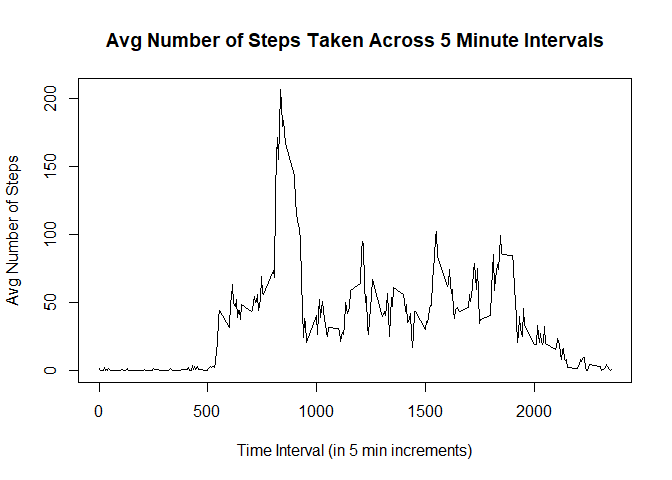 Avg Number of Steps Taken Across 5 Minute Intervals
Avg Number of Steps
200
150
100
50
0
0 500 1000 1500 2000
Time Interval (in 5 min increments)